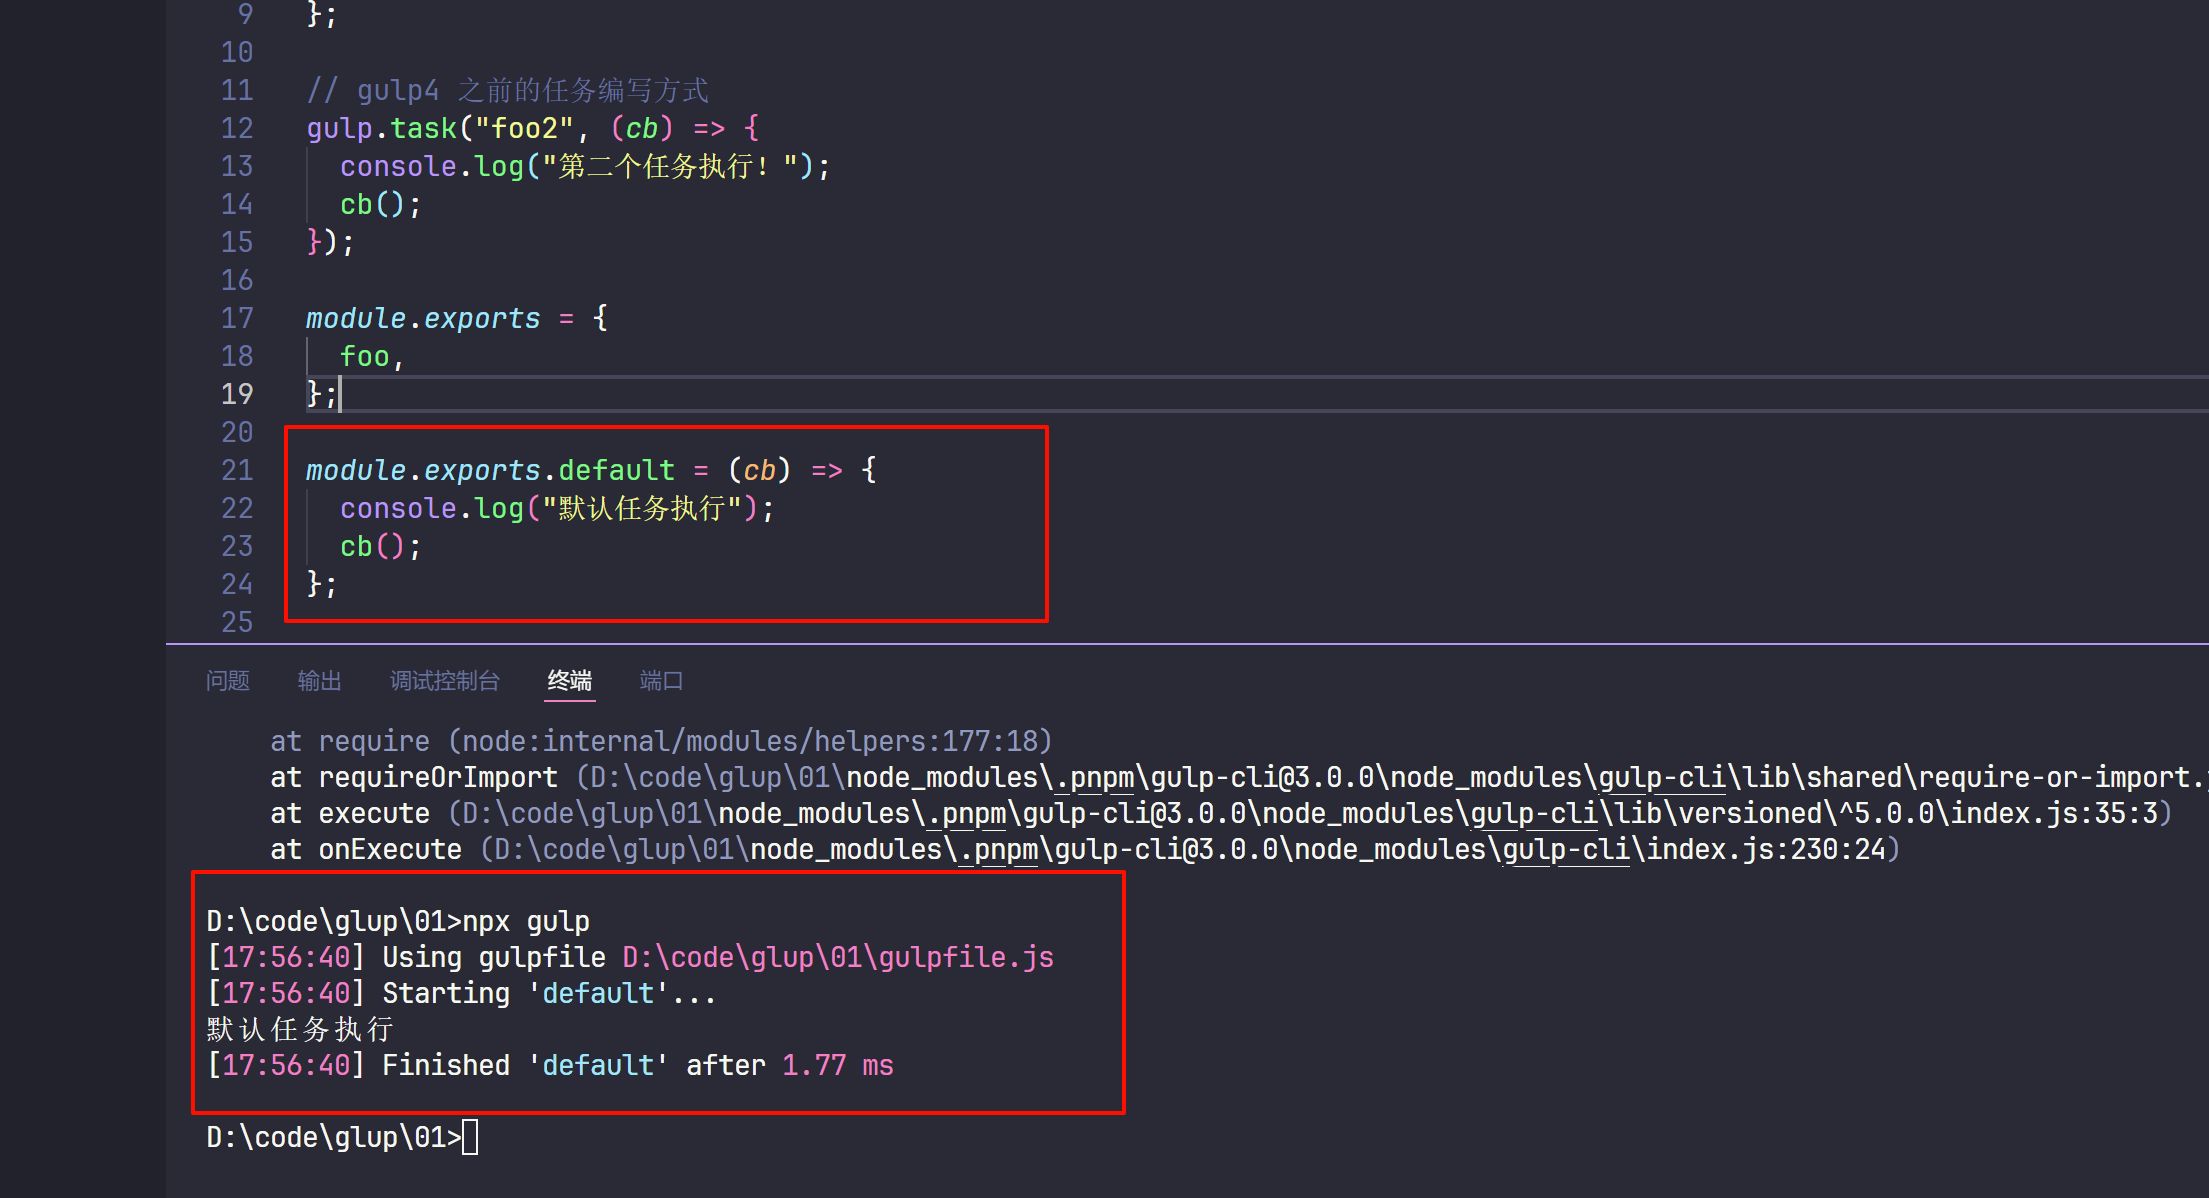 9 };
10
11 // gulp4 之前的任务编写方式
12 gulp.task("foo2", (cb) => {
13 console.log("第二个任务执行！");
14 cb();
15 });
16
17 module.exports = {
18 foo,
19 };
20
21 module.exports.default = (cb) => {
22 console.log("默认任务执行");
23 cb();
24 };
25
问题 输出 调试控制台 终端 端口
at require (node:internal/modules/helpers:177:18)
at requireOrImport (D:\code\glup\01\node_modules\.pnpm\gulp-cli@3.0.0\node_modules\gulp-cli\lib\shared\require-or-import.
at execute (D:\code\glup\01\node_modules\.pnpm\gulp-cli@3.0.0\node_modules\gulp-cli\lib\versioned\^5.0.0\index.js:35:3)
at onExecute (D:\code\glup\01\node_modules\.pnpm\gulp-cli@3.0.0\node_modules\gulp-cli\index.js:230:24)
D:\code\glup\01>npx gulp
[17:56:40] Using gulpfile D:\code\glup\01\gulpfile.js
[17:56:40] Starting 'default'...
默认任务执行
[17:56:40] Finished 'default' after 1.77 ms
D:\code\glup\01>